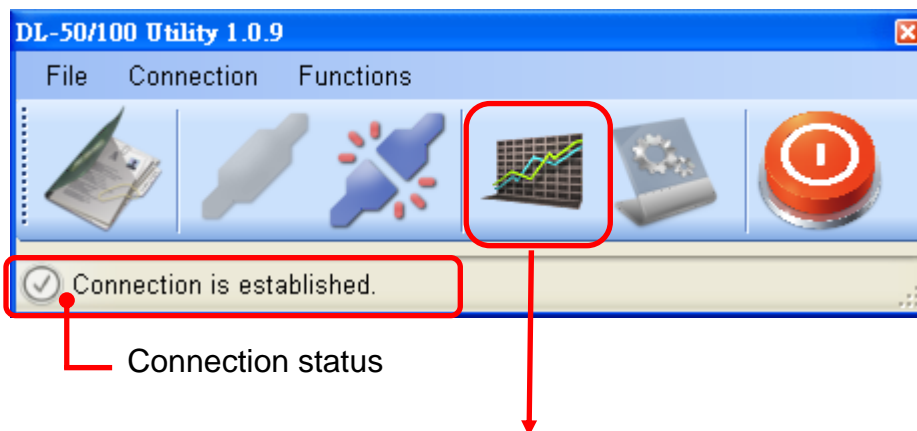 DL-50/100 Utility 1.0.9
File Connection Functions
Connection is established.
Connection status